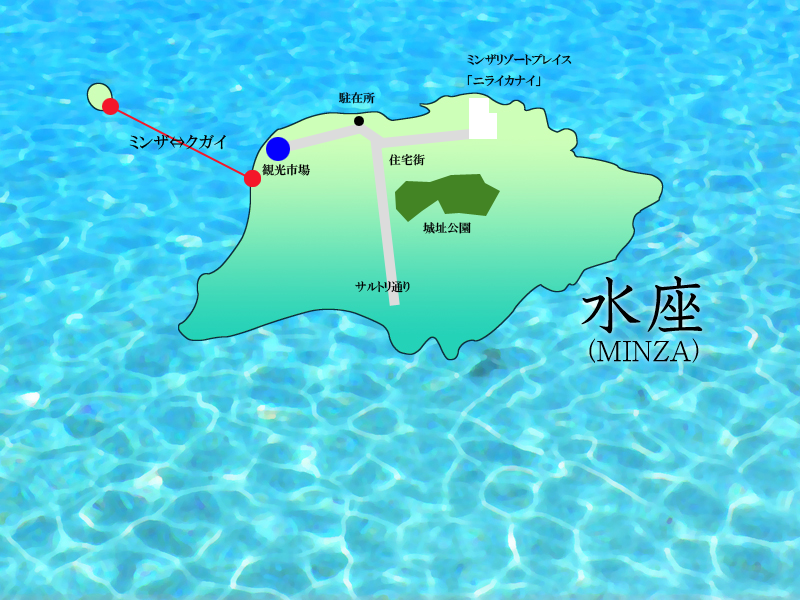 ミンザリゾートプレイス
「ニライカナイ」
駐在所
ミンザ⇔クガイ
住宅街
観光市場
城址公園
サルトリ通り
水座
(MINZA)